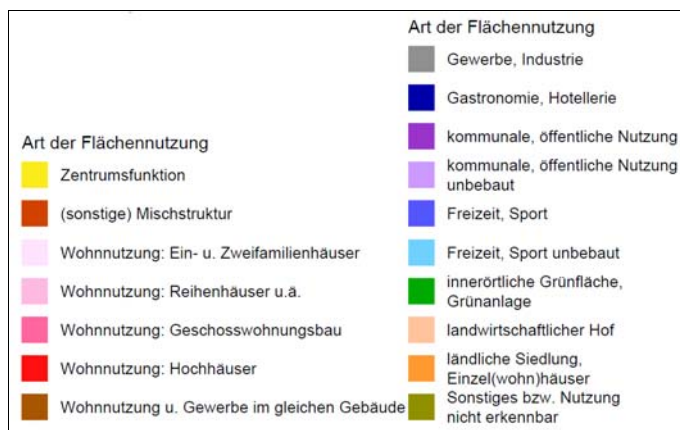 Art der Flächennutzung
Zentrumsfunktion
(sonstige) Mischstruktur
Wohnnutzung: Ein- u. Zweifamilienhäuser
Wohnnutzung: Reihenhäuser u.ä.
Wohnnutzung: Geschosswohnungsbau
Wohnnutzung: Hochhäuser
Wohnnutzung u. Gewerbe im gleichen Gebäude
Art der Flächennutzung
Gewerbe, Industrie
Gastronomie, Hotellerie
kommunale, öffentliche Nutzung
kommunale, öffentliche Nutzung
unbebaut
Freizeit, Sport
Freizeit, Sport unbebaut
innerörtliche Grünfläche,
Grünanlage
landwirtschaftlicher Hof
ländliche Siedlung,
Einzel(wohn)häuser
Sonstiges bzw. Nutzung
nicht erkennbar